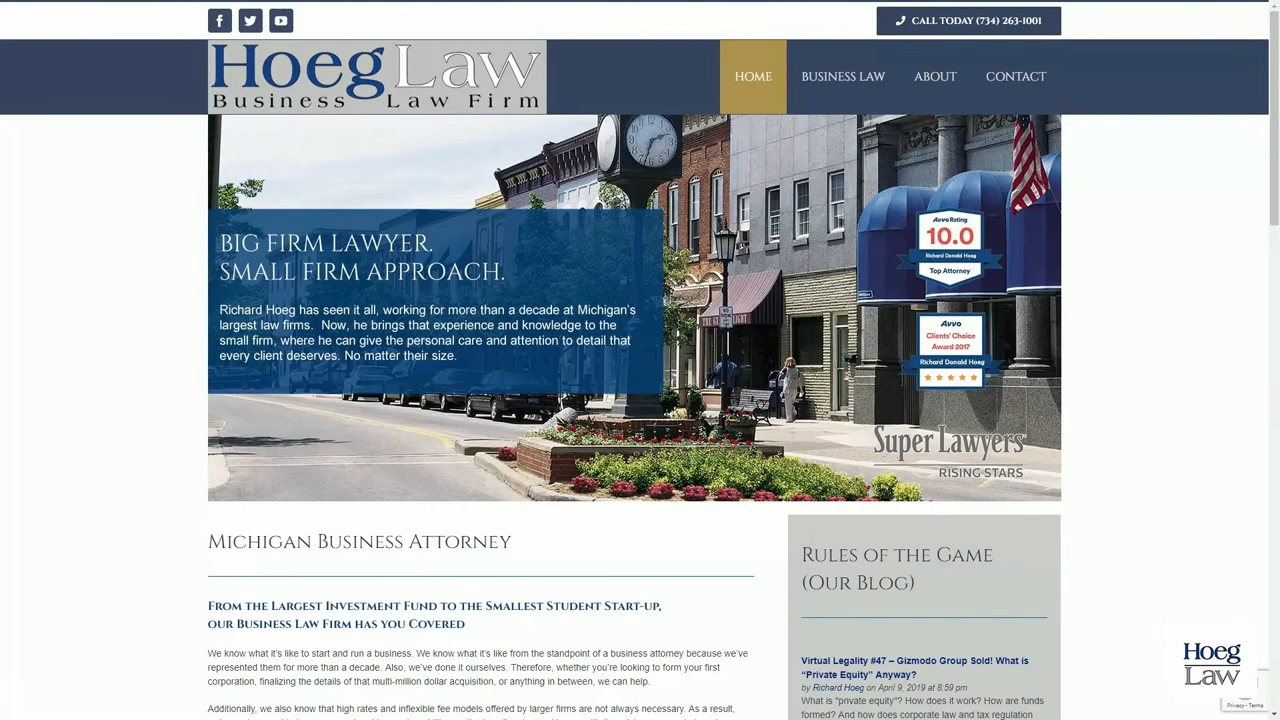 CALL TODAY (734) 263-1001
Hoeg Law
Business Law Firm
HOME
BUSINESS LAW
ABOUT
CONTACT
BIG FIRM LAWYER.
SMALL FIRM APPROACH.
Richard Hoeg has seen it all, working for more than a decade at Michigan's
largest law firms. Now, he brings that experience and knowledge to the
small firm, where he can give the personal care and attention to detail that
every client deserves. No matter their size.
Avvo Rating
10.0
Richard Donald Hoeg
Top Attorney
Avvo
Clients' Choice
Award 2017
Richard Donald Hoeg
Super Lawyers
RISING STARS
Michigan Business Attorney
From the Largest Investment Fund to the Smallest Student Start-up,
our Business Law Firm has you Covered
We know what it's like to start and run a business. We know what it's like from the standpoint of a business attorney because we've
represented them for more than a decade. Also, we've done it ourselves. Therefore, whether you're looking to form your first
corporation, finalizing the details of that multi-million dollar acquisition, or anything in between, we can help.
Additionally, we also know that high rates and inflexible fee models offered by larger firms are not always necessary. As a result,
Rules of the Game
(Our Blog)
Virtual Legality #47 – Gizmodo Group Sold! What is
"Private Equity" Anyway?
by Richard Hoeg on April 9, 2019 at 8:59 pm
What is "private equity"? How does it work? How are funds
formed? And how does corporate law and tax regulation
Hoeg
Law
Privacy - Terms